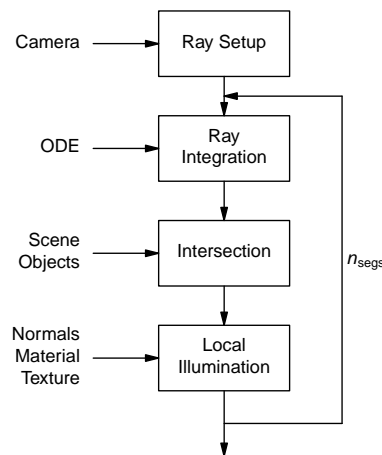 Camera
Ray Setup
ODE
Ray
Integration
Scene
Objects
Intersection
n_segs
Normals
Material
Texture
Local
Illumination